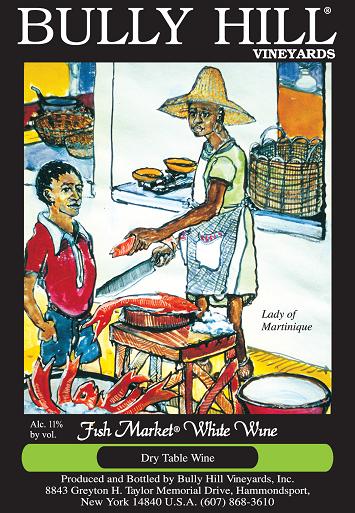 BULLY HILL®
VINEYARDS
Lady of
Martinique
Alc. 11%
by vol.
Fish Market® White Wine
Dry Table Wine
Produced and Bottled by Bully Hill Vineyards, Inc.
8843 Greyton H. Taylor Memorial Drive, Hammondsport,
New York 14840 U.S.A. (607) 868-3610